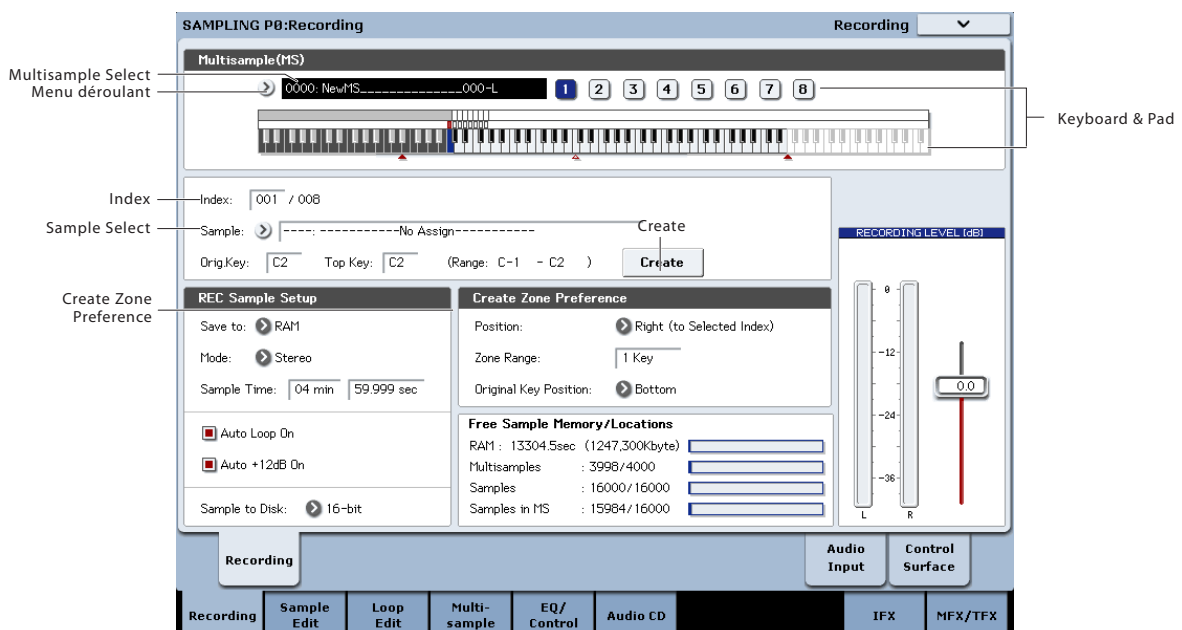 SAMPLING P0:Recording
Recording
Multisample(MS)
Multisample Select
Menu déroulant
0000: NewMS______________000-L
1 2 3 4 5 6 7 8
Keyboard & Pad
Index
Index: 001 / 008
Sample Select
Sample: ----: -----------No Assign-----------
Create
Orig.Key: C2 Top Key: C2 (Range: C-1 - C2 ) Create
RECORDING LEVEL [dB]
Create Zone
Preference
REC Sample Setup
Save to: RAM
Mode: Stereo
Sample Time: 04 min 59.999 sec
Auto Loop On
Auto +12dB On
Sample to Disk: 16-bit
Create Zone Preference
Position: Right (to Selected Index)
Zone Range: 1 Key
Original Key Position: Bottom
Free Sample Memory/Locations
RAM : 13304.5sec (1247,300Kbyte)
Multisamples : 3998/4000
Samples : 16000/16000
Samples in MS : 15984/16000
0
-12
-24
-36
L R
0.0
Recording
Audio Input
Control Surface
Recording
Sample Edit
Loop Edit
Multi-sample
EQ/Control
Audio CD
IFX
MFX/TFX